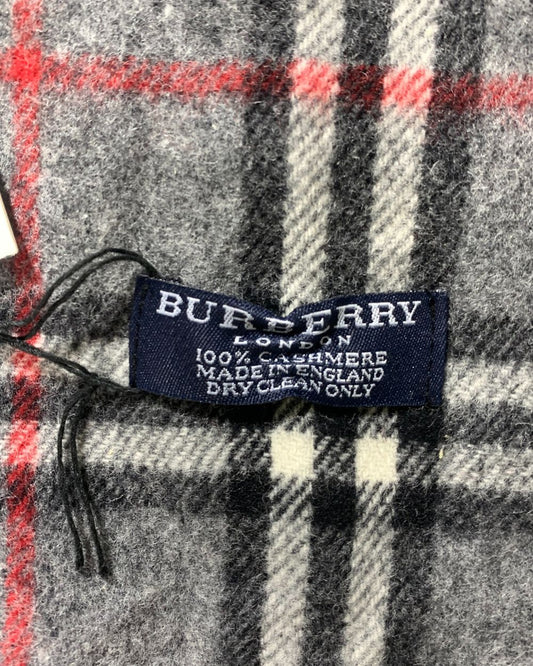 BURBERRY
LONDON
100% CASHMERE
MADE IN ENGLAND
DRY CLEAN ONLY